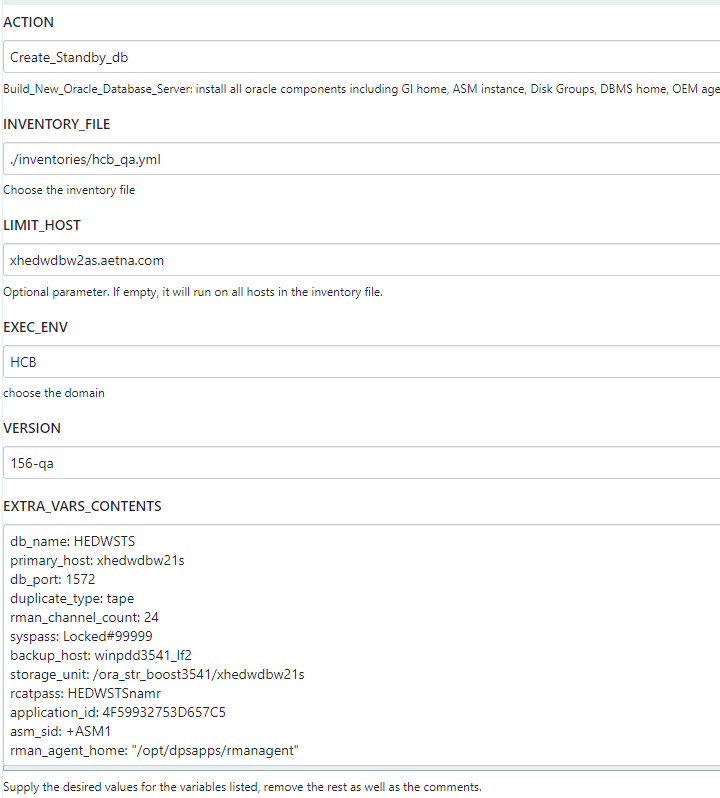 ACTION
Create_Standby_db
Build_New_Oracle_Database_Server: install all oracle components including GI home, ASM instance, Disk Groups, DBMS home, OEM age
INVENTORY_FILE
./inventories/hcb_qa.yml
Choose the inventory file
LIMIT_HOST
xhedwdbw2as.aetna.com
Optional parameter. If empty, it will run on all hosts in the inventory file.
EXEC_ENV
HCB
choose the domain
VERSION
156-qa
EXTRA_VARS_CONTENTS
db_name: HEDWSTS
primary_host: xhedwdbw21s
db_port: 1572
duplicate_type: tape
rman_channel_count: 24
syspass: Locked#99999
backup_host: winpdd3541_lf2
storage_unit: /ora_str_boost3541/xhedwdbw21s
rcatpass: HEDWSTSnamr
application_id: 4F59932753D657C5
asm_sid: +ASM1
rman_agent_home: "/opt/dpsapps/rmanagent"
Supply the desired values for the variables listed, remove the rest as well as the comments.